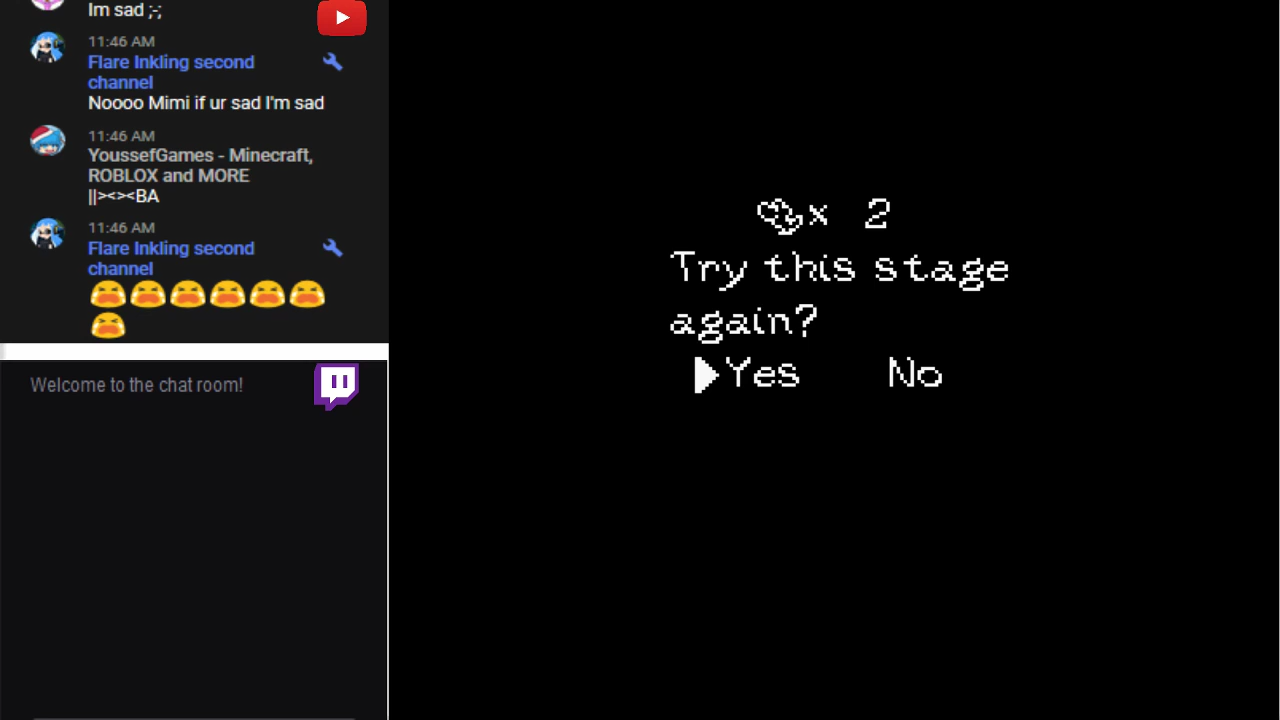 Im sad ;-;
11:46 AM
Flare Inkling second
channel
Noooo Mimi if ur sad I'm sad
11:46 AM
YoussefGames - Minecraft,
ROBLOX and MORE
||><><BA
11:46 AM
Flare Inkling second
channel
😭😭😭😭😭😭
😭
Welcome to the chat room!
x 2
Try this stage
again?
Yes No